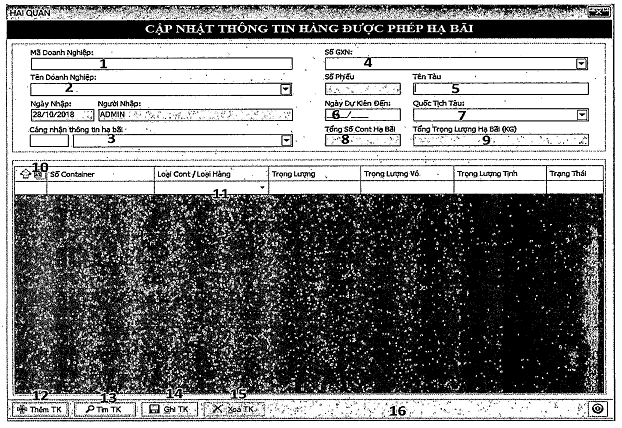 HẢI QUAN
CẬP NHẬT THÔNG TIN HÀNG ĐƯỢC PHÉP HẠ BÃI
Mã Doanh Nghiệp: Số GXN:
1 4
Tên Doanh Nghiệp: Số Phiếu Tên Tàu
2 5
Ngày Nhập: Người Nhập: Ngày Dự Kiến Đến: Quốc Tịch Tàu:
28/10/2018 ADMIN 6 _/__/___ 7
Cảng nhận thông tin hạ bãi Tổng Số Cont Hạ Bãi Tổng Trọng Lượng Hạ Bãi (KG)
3 8 9
10 Số Container Loại Cont / Loại Hàng Trọng Lượng Trọng Lượng Vỏ Trọng Lượng Tịnh Trạng Thái
11
12 13 14 15
Thêm TK Tìm TK Ghi TK Xoá TK 16